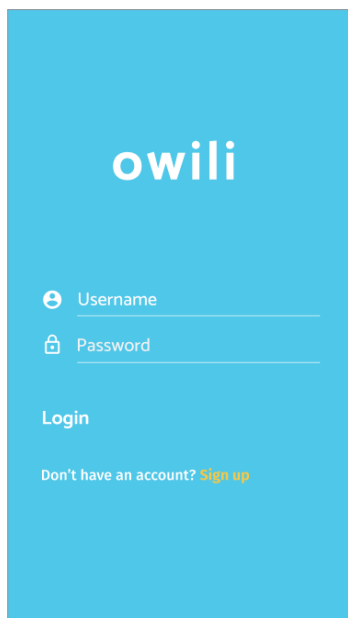 owili
Username
Password
Login
Don't have an account? Sign up